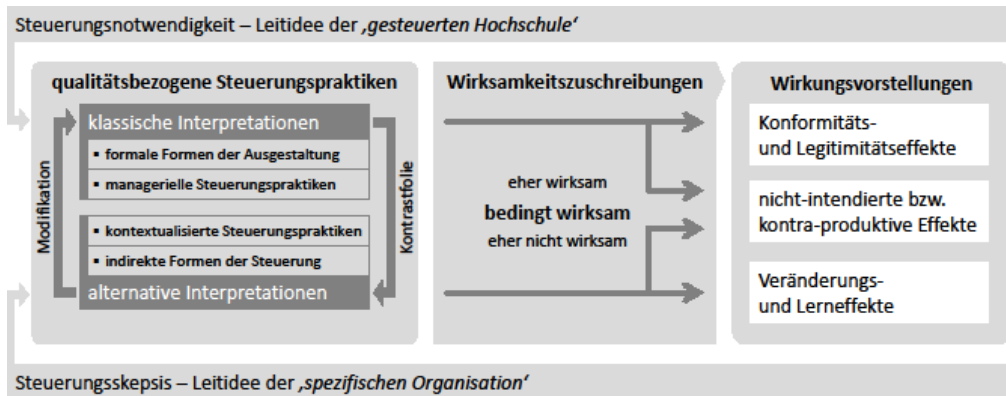 Steuerungsnotwendigkeit – Leitidee der ‚gesteuerten Hochschule‘
qualitätsbezogene Steuerungspraktiken
klassische Interpretationen
▪ formale Formen der Ausgestaltung
▪ managerielle Steuerungspraktiken
▪ kontextualisierte Steuerungspraktiken
▪ indirekte Formen der Steuerung
alternative Interpretationen
Modifikation
Kontrastfolie
Wirksamkeitszuschreibungen
eher wirksam
bedingt wirksam
eher nicht wirksam
Wirkungsvorstellungen
Konformitäts-
und Legitimitätseffekte
nicht-intendierte bzw.
kontra-produktive Effekte
Veränderungs-
und Lerneffekte
Steuerungsskepsis – Leitidee der ‚spezifischen Organisation‘